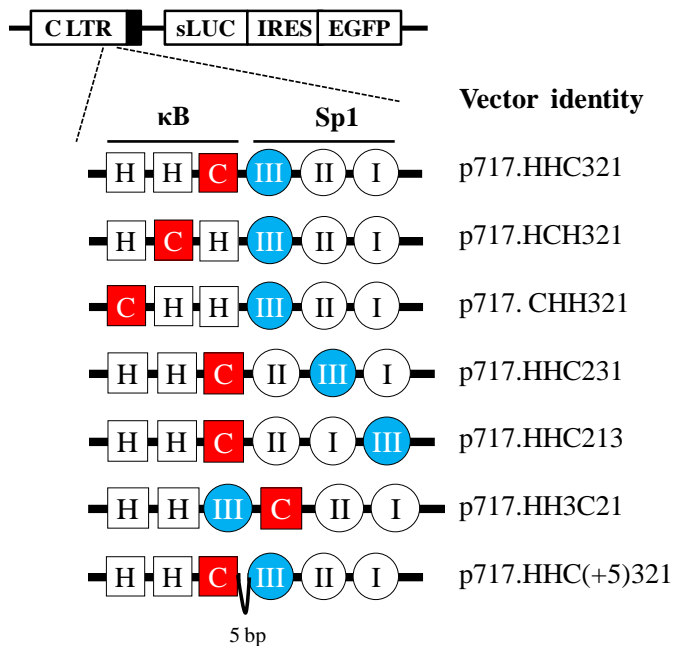 C LTR sLUC IRES EGFP
Vector identity
κB Sp1
H H C III II I p717.HHC321
H C H III II I p717.HCH321
C H H III II I p717. CHH321
H H C II III I p717.HHC231
H H C II I III p717.HHC213
H H III C II I p717.HH3C21
H H C III II I p717.HHC(+5)321
5 bp